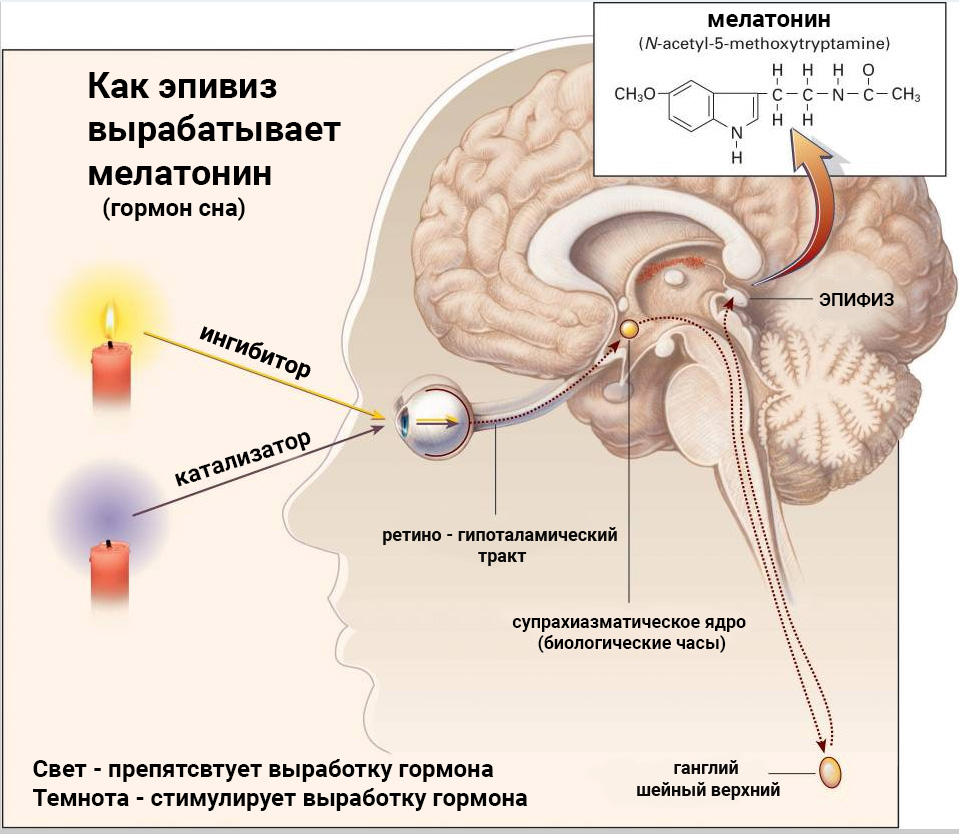 Как эпивиз
вырабатывает
мелатонин
(гормон сна)
мелатонин
(N-acetyl-5-methoxytryptamine)
H H H O
CH₃O C C N C CH₃
H H
N
H
ЭПИФИЗ
ингибитор
катализатор
ретино - гипоталамический
тракт
супрахиазматическое ядро
(биологические часы)
ганглий
шейный верхний
Свет - препятсвтует выработку гормона
Темнота - стимулирует выработку гормона